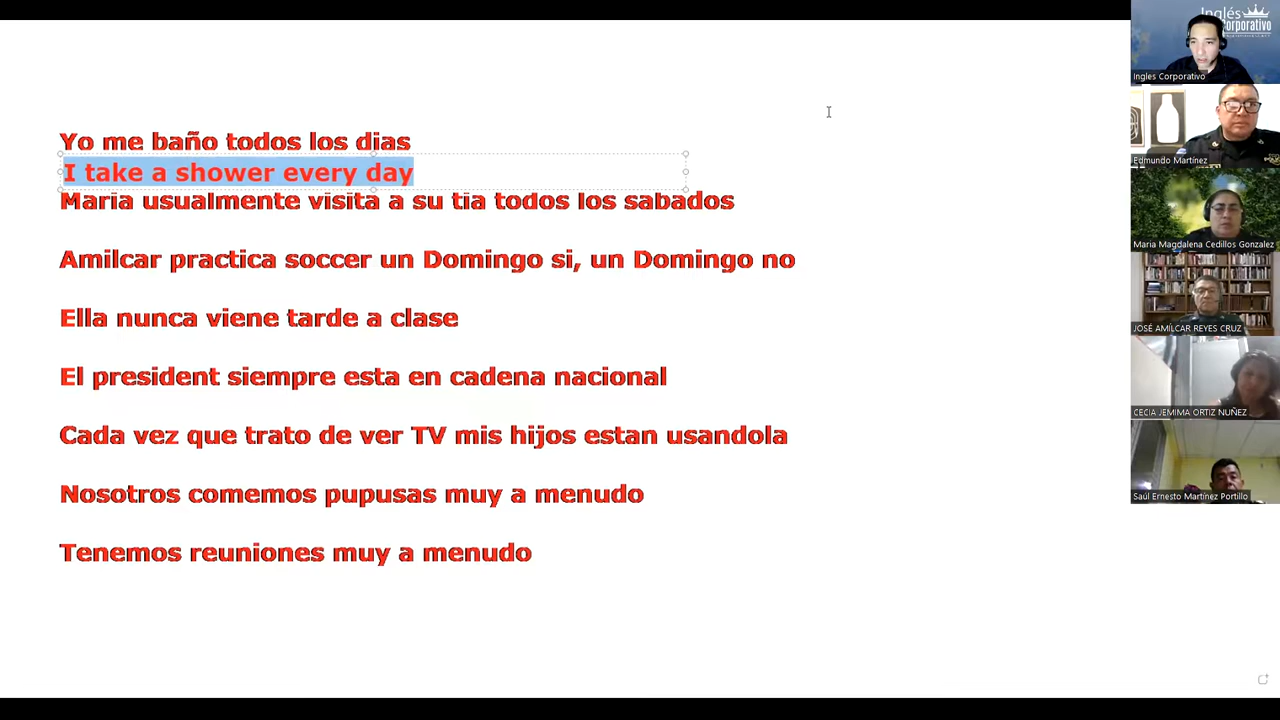 Yo me baño todos los dias
I take a shower every day
Maria usualmente visita a su tia todos los sabados
Amilcar practica soccer un Domingo si, un Domingo no
Ella nunca viene tarde a clase
El president siempre esta en cadena nacional
Cada vez que trato de ver TV mis hijos estan usandola
Nosotros comemos pupusas muy a menudo
Tenemos reuniones muy a menudo
Inglés
Corporativo
Ingles Corporativo
Edmundo Martínez
Maria Magdalena Cedillos Gonzalez
JOSÉ AMÍLCAR REYES CRUZ
CECIA JEMIMA ORTIZ NUÑEZ
Saúl Ernesto Martínez Portillo